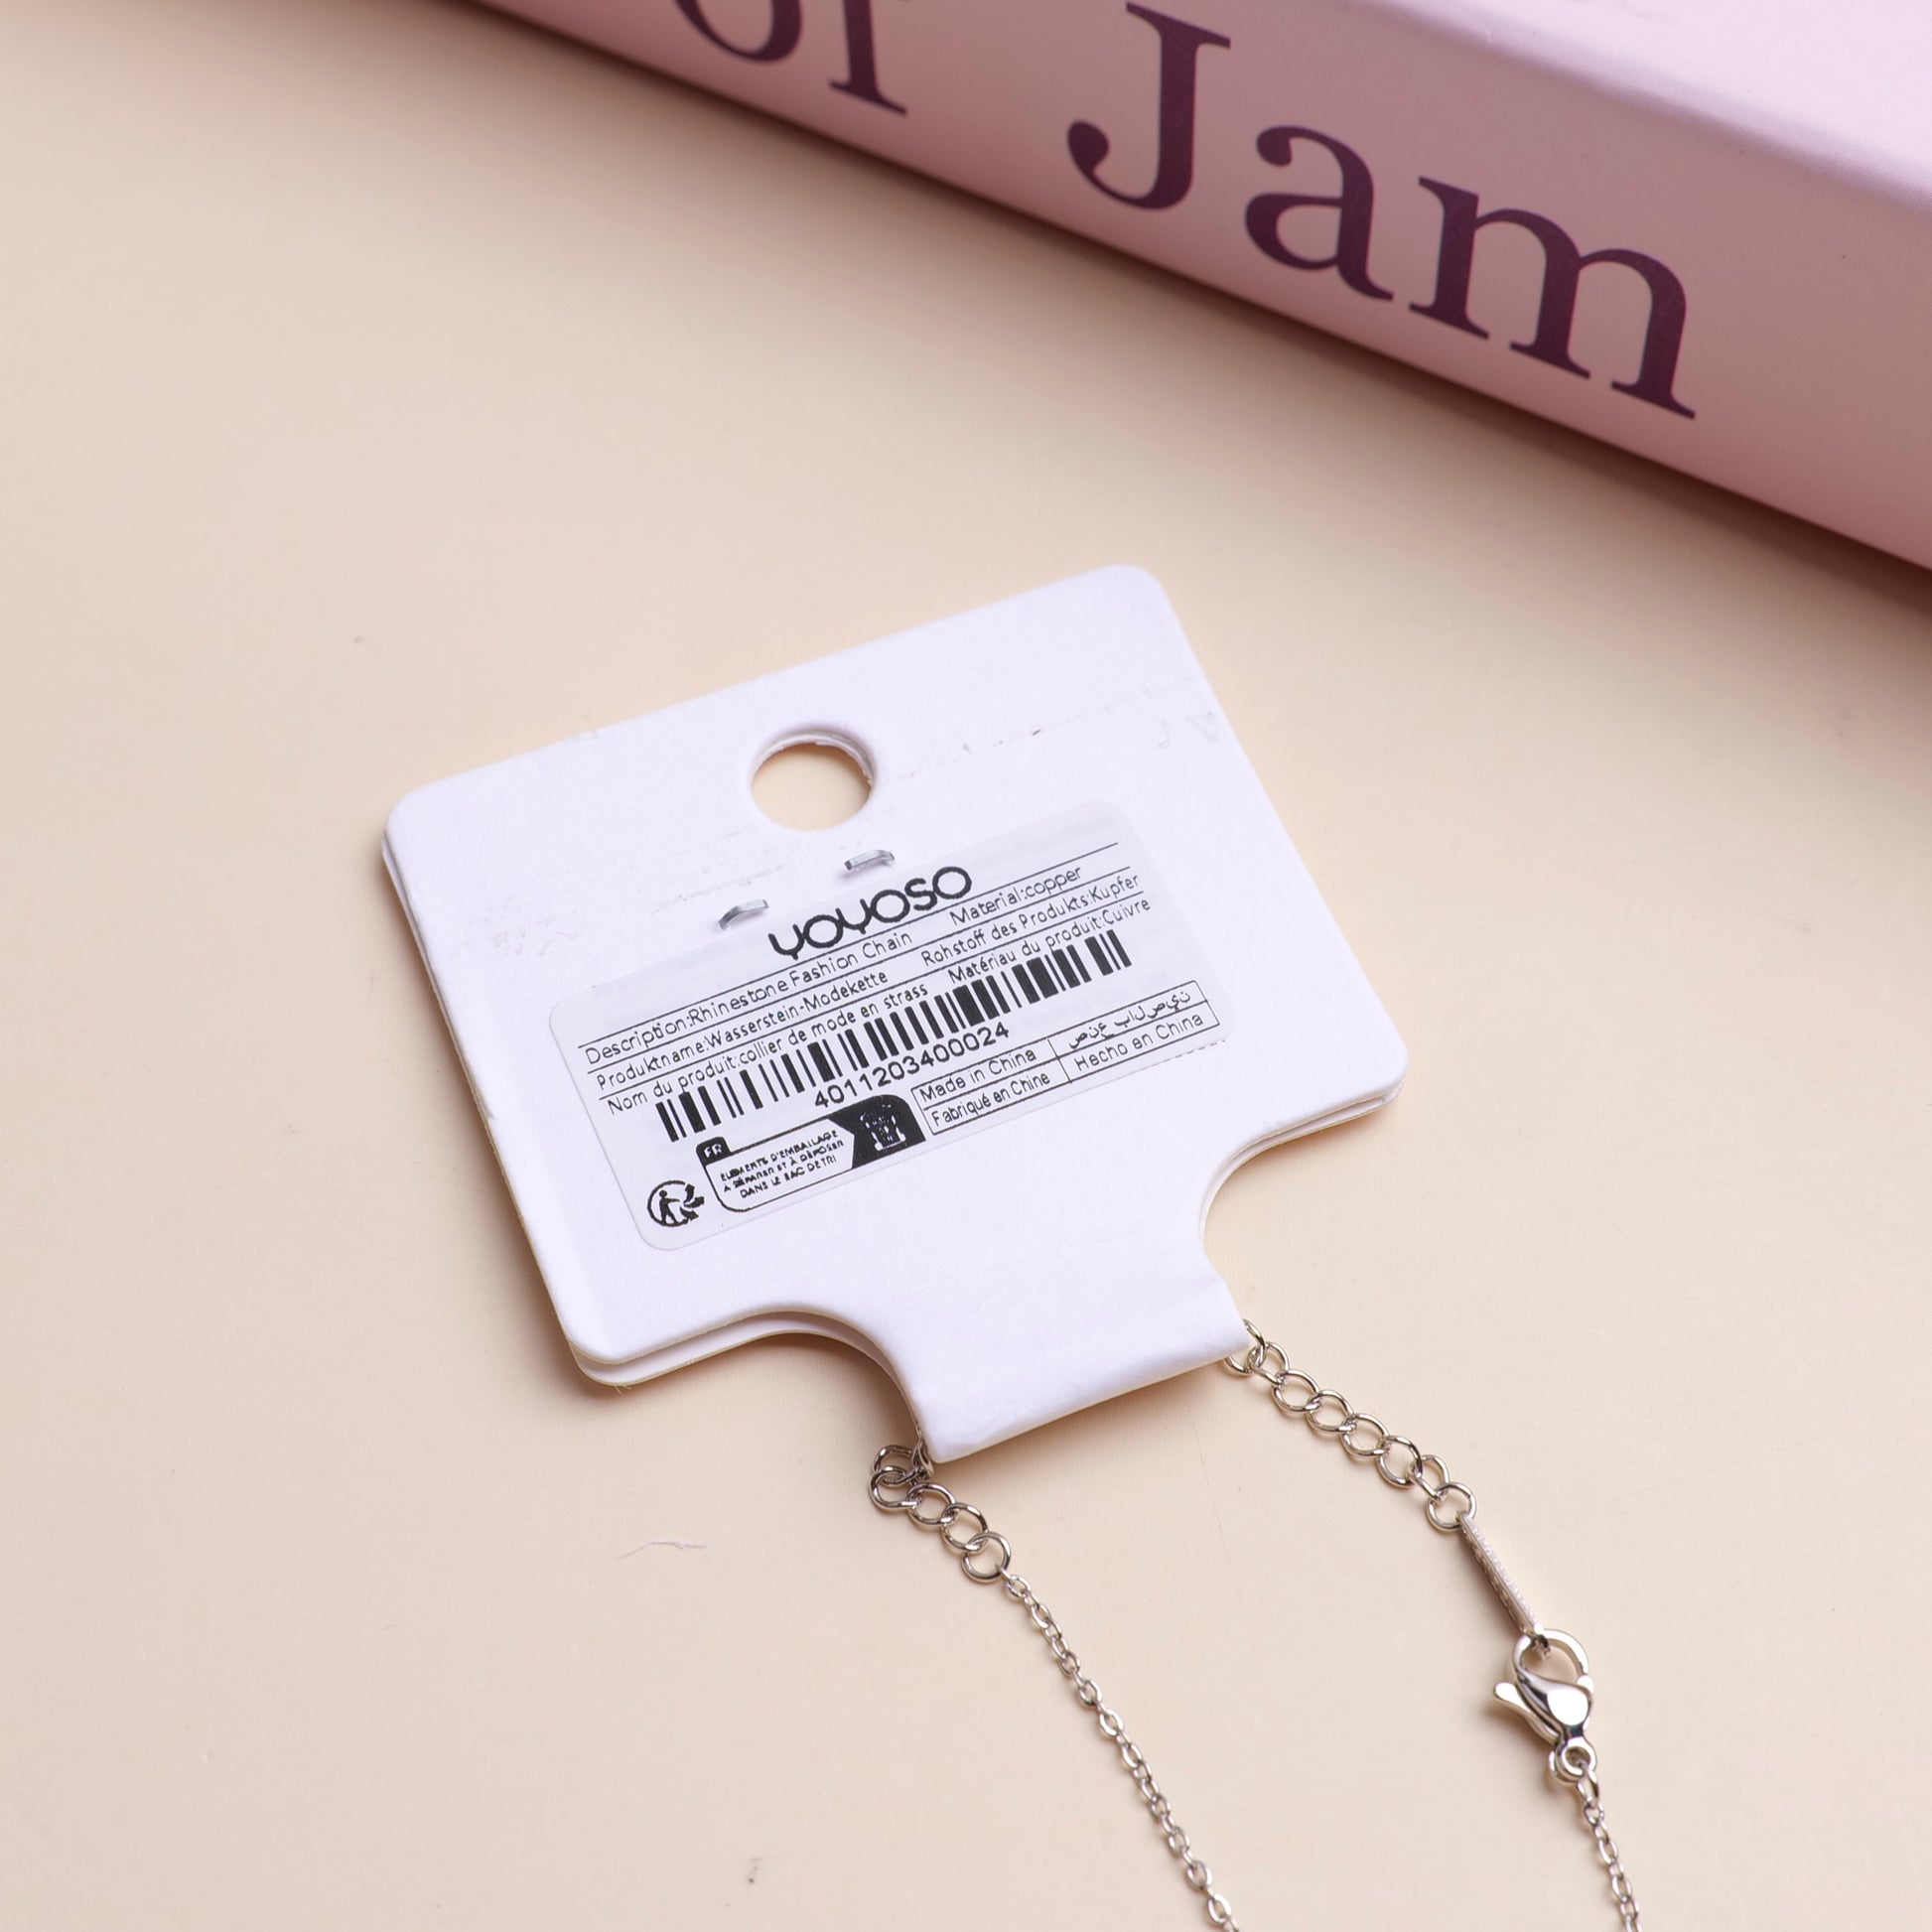 or Jam
YOYOSO
Description:Rhinestone Fashion Chain Material:copper
Produktname:Wasserstein-Modekette Rohstoff des Produkts:Kupfer
Nom du produit:collier de mode en strass Matériau du produit:Cuivre
4011203400024
Made in China صنع بالصين
Fabriqué en Chine Hecho en China
FR
ÉLÉMENTS D'EMBALLAGE
À SÉPARER ET À DÉPOSER
DANS LE BAC DE TRI